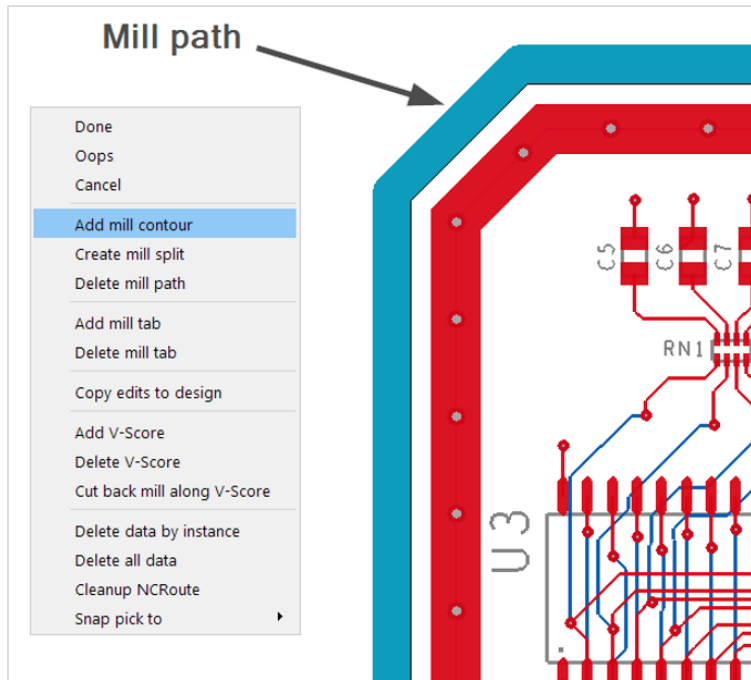 Mill path
Done
Oops
Cancel
Add mill contour
Create mill split
Delete mill path
Add mill tab
Delete mill tab
Copy edits to design
Add V-Score
Delete V-Score
Cut back mill along V-Score
Delete data by instance
Delete all data
Cleanup NCRoute
Snap pick to
C5
C6
C7
RN1
U3